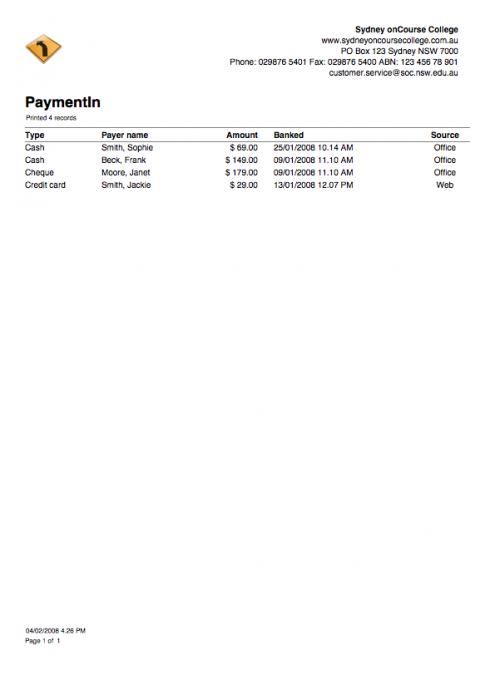 Sydney onCourse College
www.sydneyoncoursecollege.com.au
PO Box 123 Sydney NSW 7000
Phone: 029876 5401 Fax: 029876 5400 ABN: 123 456 78 901
customer.service@soc.nsw.edu.au
PaymentIn
Printed 4 records
Type Payer name Amount Banked Source
Cash Smith, Sophie $ 69.00 25/01/2008 10.14 AM Office
Cash Beck, Frank $ 149.00 09/01/2008 11.10 AM Office
Cheque Moore, Janet $ 179.00 09/01/2008 11.10 AM Office
Credit card Smith, Jackie $ 29.00 13/01/2008 12.07 PM Web
04/02/2008 4.26 PM
Page 1 of 1